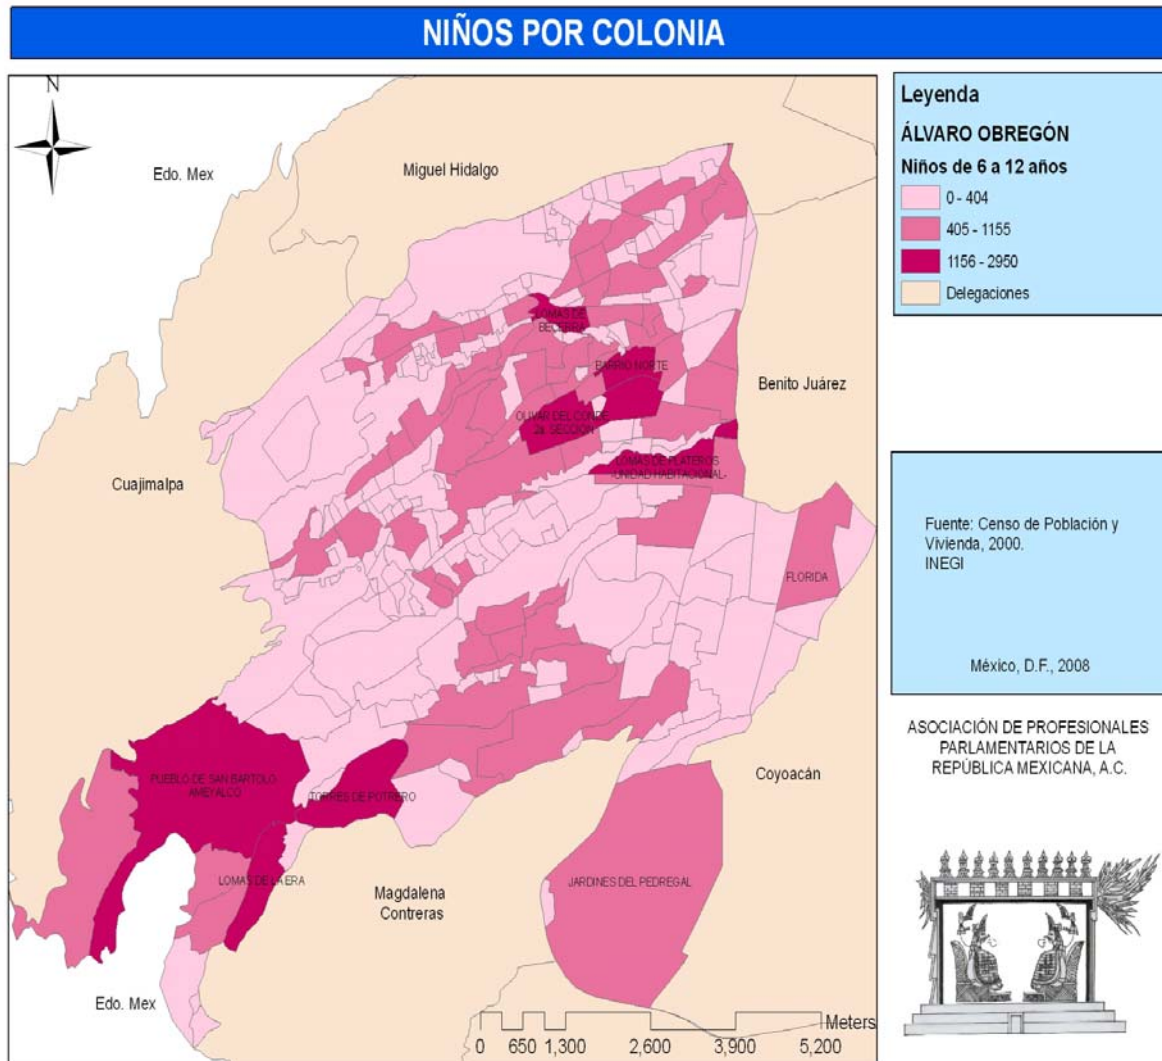 NIÑOS POR COLONIA
N
Edo. Mex
Miguel Hidalgo
LOMAS DE
BECERRA
BARRIO NORTE
Benito Juárez
OLIVAR DEL CONDE
2a. SECCION
LOMAS DE PLATEROS
-UNIDAD HABITACIONAL-
Cuajimalpa
FLORIDA
PUEBLO DE SAN BARTOLO
AMEYALCO
TORRES DE POTRERO
Coyoacán
LOMAS DE LA ERA
JARDINES DEL PEDREGAL
Magdalena
Contreras
Edo. Mex
Meters
0 650 1,300 2,600 3,900 5,200
Leyenda
ÁLVARO OBREGÓN
Niños de 6 a 12 años
0 - 404
405 - 1155
1156 - 2950
Delegaciones
Fuente: Censo de Población y
Vivienda, 2000.
INEGI
México, D.F., 2008
ASOCIACIÓN DE PROFESIONALES
PARLAMENTARIOS DE LA
REPÚBLICA MEXICANA, A.C.